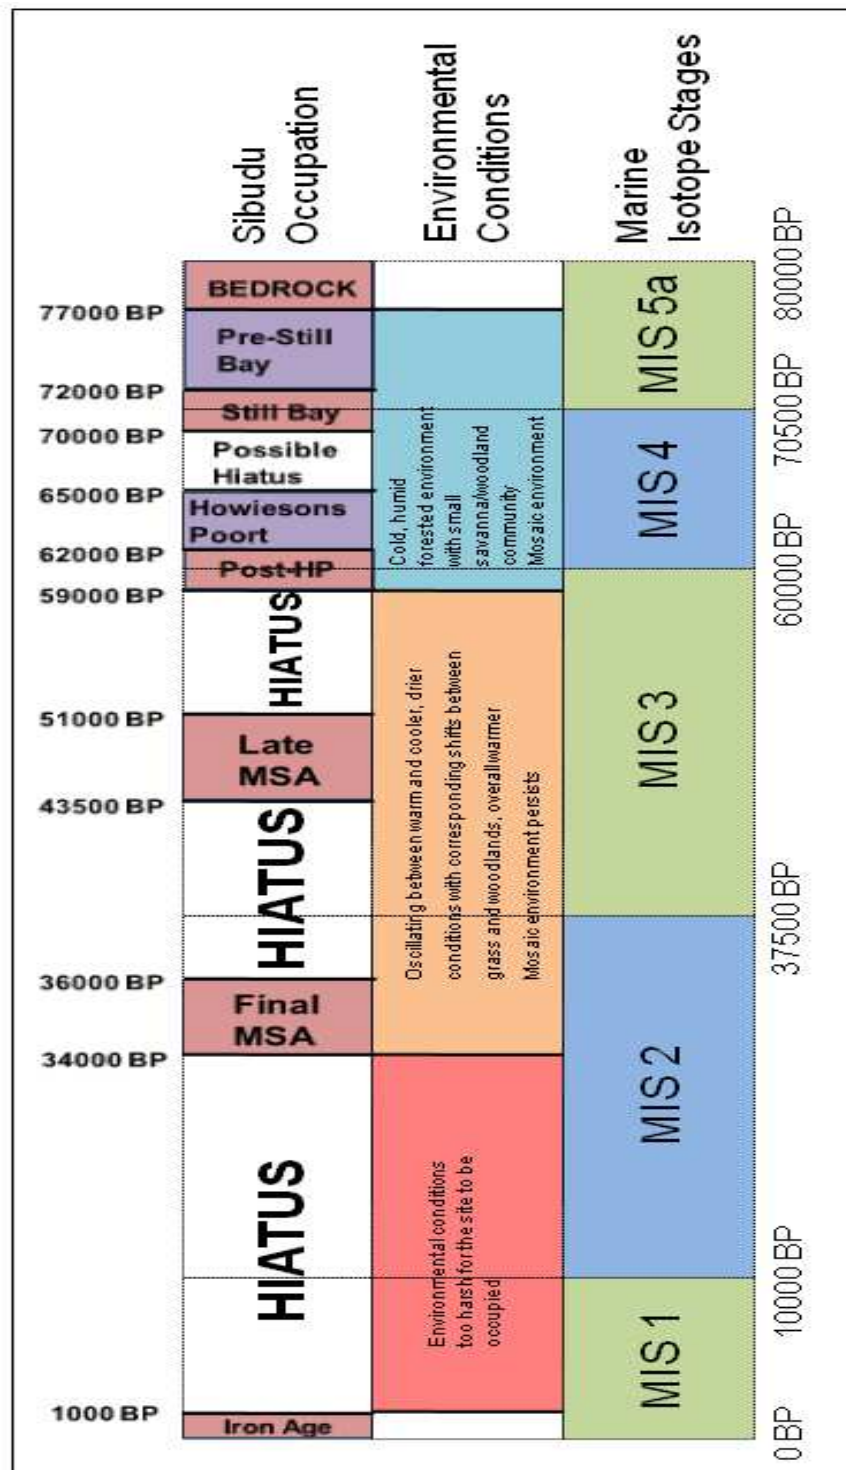 Sibudu
Occupation
Environmental
Conditions
Marine
Isotope Stages
77000 BP
72000 BP
70000 BP
65000 BP
62000 BP
59000 BP
51000 BP
43500 BP
36000 BP
34000 BP
1000 BP
BEDROCK
Pre-Still
Bay
Still Bay
Possible
Hiatus
Howiesons
Poort
Post-HP
HIATUS
Late
MSA
HIATUS
Final
MSA
HIATUS
Iron Age
Cold, humid
forested environment
with small
savanna/woodland
community
Mosaic environment
Oscillating between warm and cooler, drier
conditions with corresponding shifts between
grass and woodlands, overall warmer
Mosaic environment persists
Environmental conditions
too harsh for the site to be
occupied
MIS 5a
MIS 4
MIS 3
MIS 2
MIS 1
80000 BP
70500 BP
60000 BP
37500 BP
10000 BP
0 BP